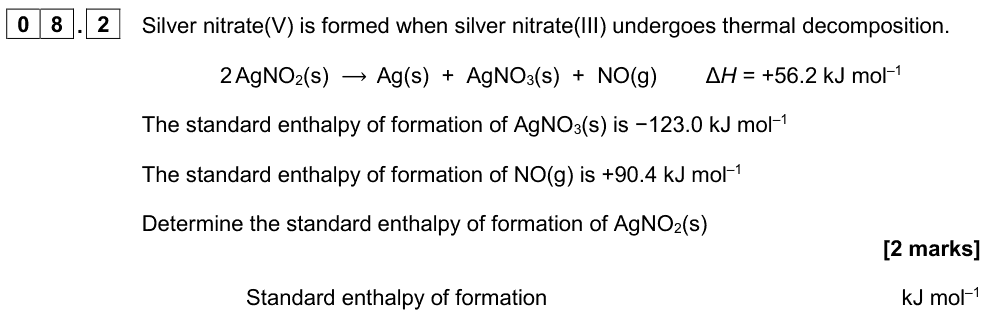 0 8 . 2 Silver nitrate(V) is formed when silver nitrate(III) undergoes thermal decomposition.
2 AgNO₂(s) ⟶ Ag(s) + AgNO₃(s) + NO(g) ΔH = +56.2 kJ mol⁻¹
The standard enthalpy of formation of AgNO₃(s) is −123.0 kJ mol⁻¹
The standard enthalpy of formation of NO(g) is +90.4 kJ mol⁻¹
Determine the standard enthalpy of formation of AgNO₂(s)
[2 marks]
Standard enthalpy of formation kJ mol⁻¹